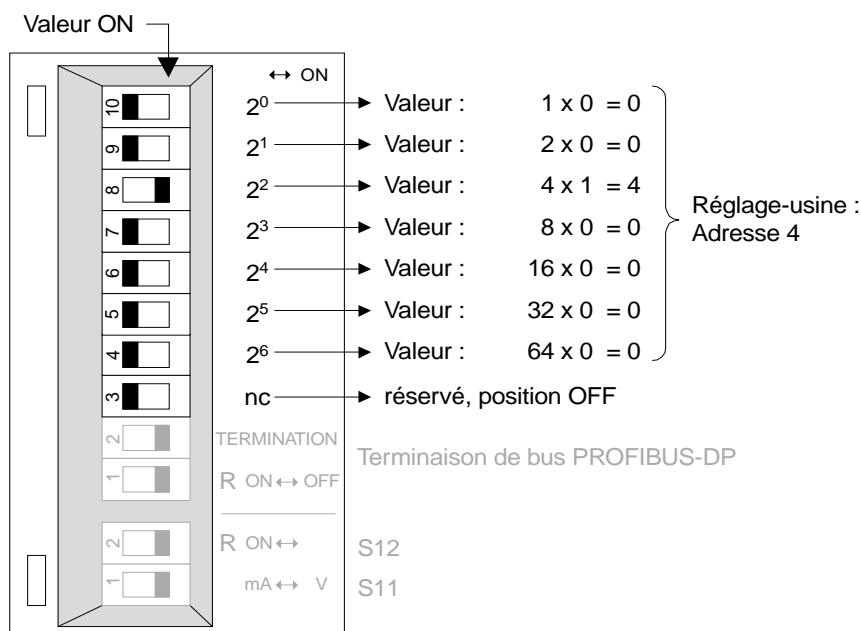 Valeur ON
↔ ON
10 2⁰ Valeur : 1 x 0 = 0
9 2¹ Valeur : 2 x 0 = 0
8 2² Valeur : 4 x 1 = 4
7 2³ Valeur : 8 x 0 = 0
6 2⁴ Valeur : 16 x 0 = 0
5 2⁵ Valeur : 32 x 0 = 0
4 2⁶ Valeur : 64 x 0 = 0
Réglage-usine :
Adresse 4
3 nc réservé, position OFF
2 TERMINATION
1 R ON ↔ OFF
Terminaison de bus PROFIBUS-DP
2 R ON ↔ S12
1 mA ↔ V S11